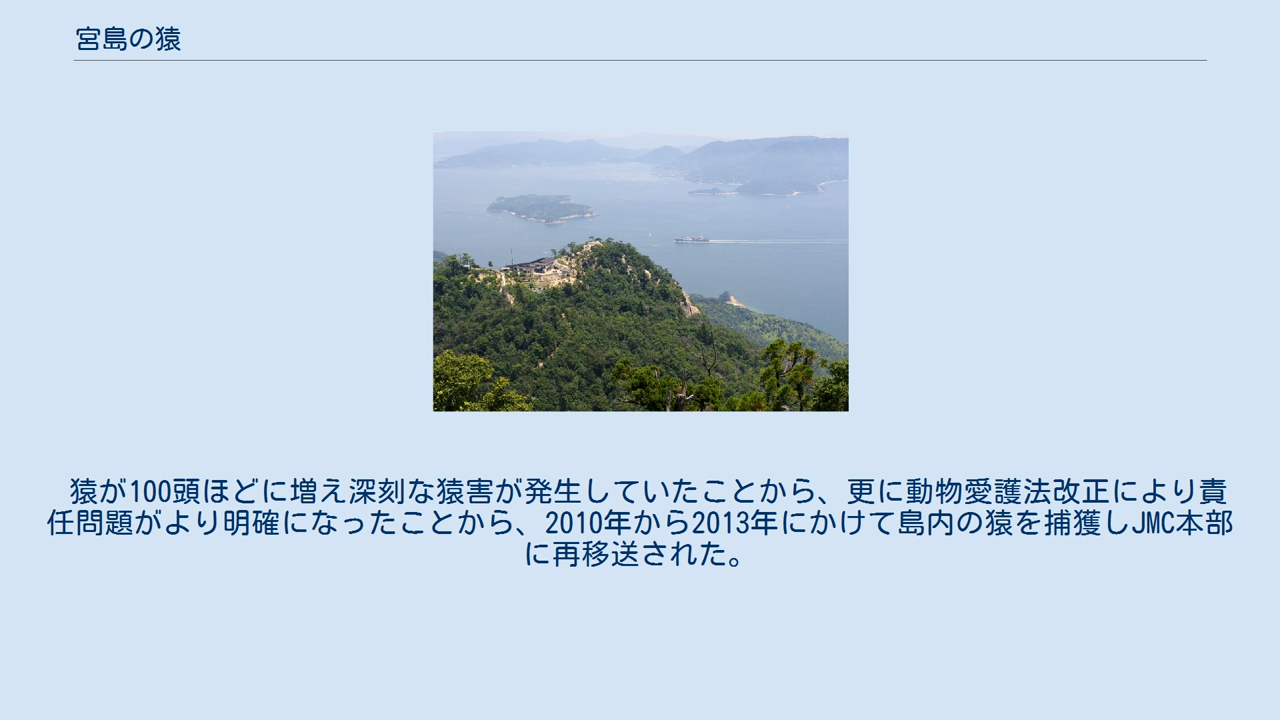 宮島の猿
猿が100頭ほどに増え深刻な猿害が発生していたことから、更に動物愛護法改正により責
任問題がより明確になったことから、2010年から2013年にかけて島内の猿を捕獲しJMC本部
に再移送された。